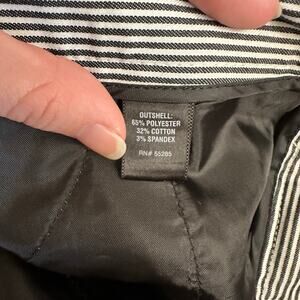 OUTSHELL:
65% POLYESTER
32% COTTON
3% SPANDEX
RN# 55285